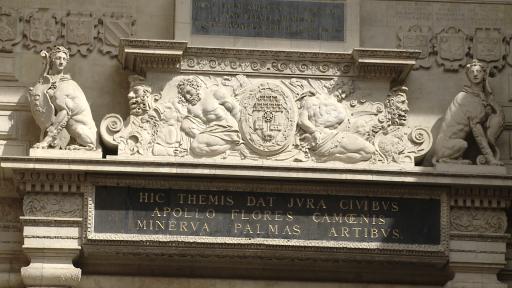 HIC THEMIS DAT JVRA CIVIBVS
APOLLO FLORES CAMŒNIS
MINERVA PALMAS ARTIBVS.